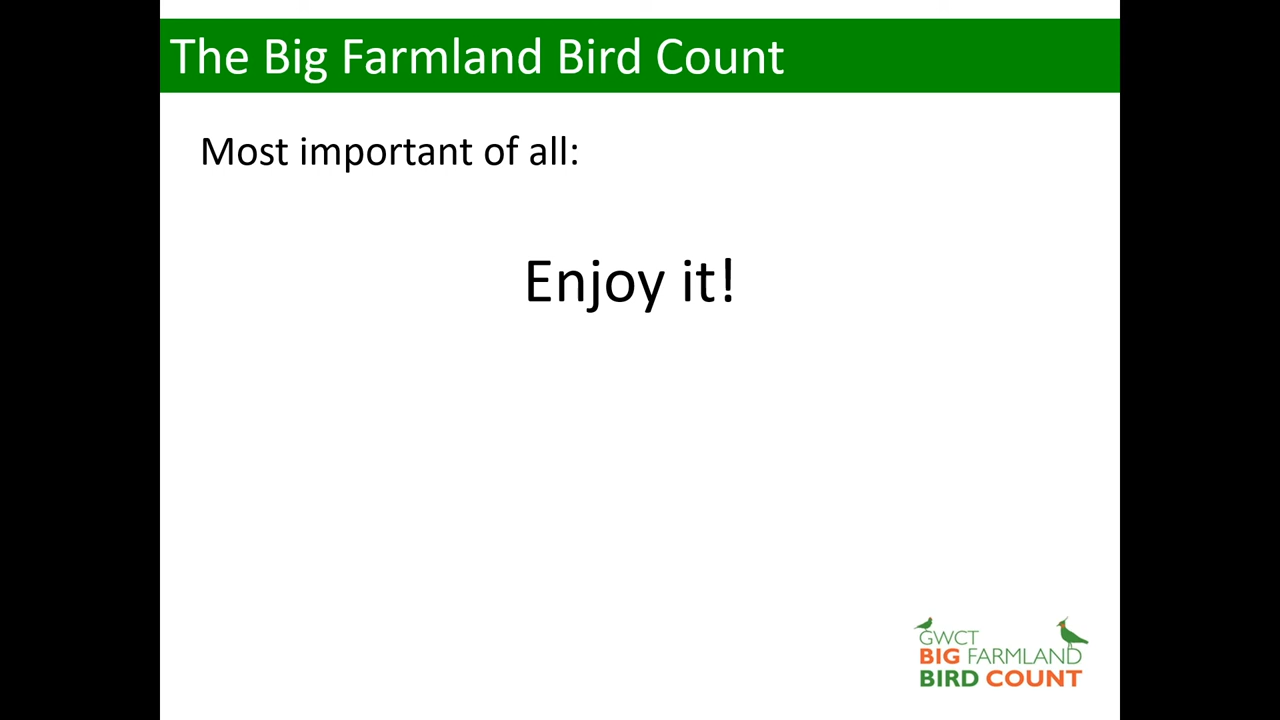 The Big Farmland Bird Count
Most important of all:
Enjoy it!
GWCT
BIG FARMLAND
BIRD COUNT